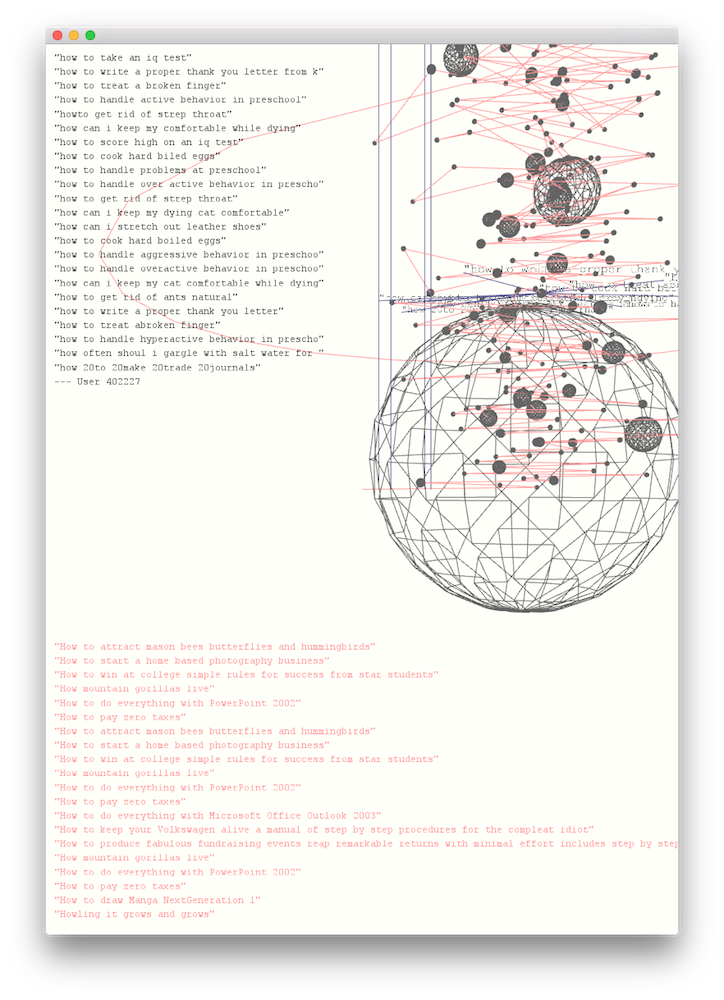 "how to take an iq test"
"how to write a proper thank you letter from k"
"how to treat a broken finger"
"how to handle active behavior in preschool"
"howto get rid of strep throat"
"how can i keep my comfortable while dying"
"how to score high on an iq test"
"how to cook hard biled eggs"
"how to handle problems at preschool"
"how to handle over active behavior in prescho"
"how to get rid of strep throat"
"how can i keep my dying cat comfortable"
"how can i stretch out leather shoes"
"how to cook hard boiled eggs"
"how to handle aggressive behavior in preschoo"
"how to handle overactive behavior in preschoo"
"how can i keep my cat comfortable while dying"
"how to get rid of ants natural"
"how to write a proper thank you letter"
"how to treat abroken finger"
"how to handle hyperactive behavior in prescho"
"how often shoul i gargle with salt water for "
"how 20to 20make 20trade 20journals"
--- User 402227
proper thank y
"How to attract mason bees butterflies and hummingbirds"
"How to start a home based photography business"
"How to win at college simple rules for success from star students"
"How mountain gorillas live"
"How to do everything with PowerPoint 2002"
"How to pay zero taxes"
"How to attract mason bees butterflies and hummingbirds"
"How to start a home based photography business"
"How to win at college simple rules for success from star students"
"How mountain gorillas live"
"How to do everything with PowerPoint 2002"
"How to pay zero taxes"
"How to do everything with Microsoft Office Outlook 2003"
"How to keep your Volkswagen alive a manual of step by step procedures for the compleat idiot"
"How to produce fabulous fundraising events reap remarkable returns with minimal effort includes step by step
"How mountain gorillas live"
"How to do everything with PowerPoint 2002"
"How to pay zero taxes"
"How to draw Manga NextGeneration 1"
"Howling it grows and grows"